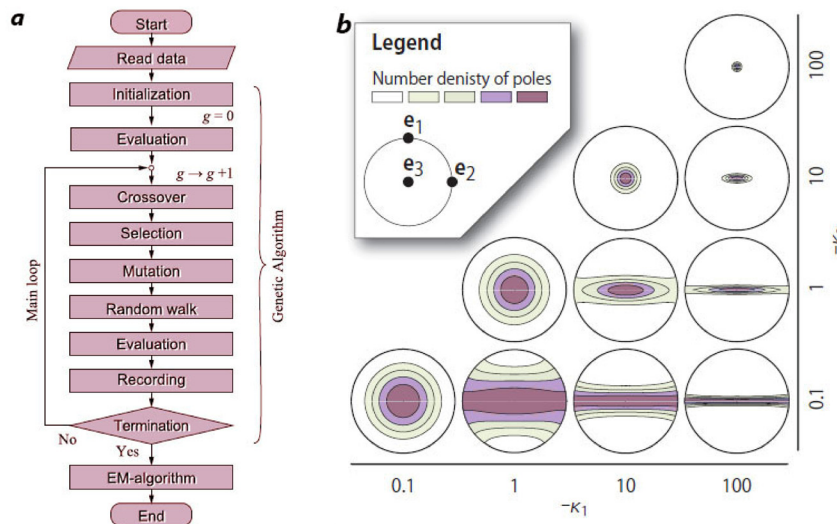 a
Start
Read data
Initialization
g = 0
Evaluation
g → g +1
Crossover
Selection
Mutation
Random walk
Evaluation
Recording
Termination
No
Yes
EM-algorithm
End
Main loop
Genetic Algorithm
b
Legend
Number denisty of poles
e1
e3
e2
100
10
1
0.1
0.1 1 10 100
−κ1